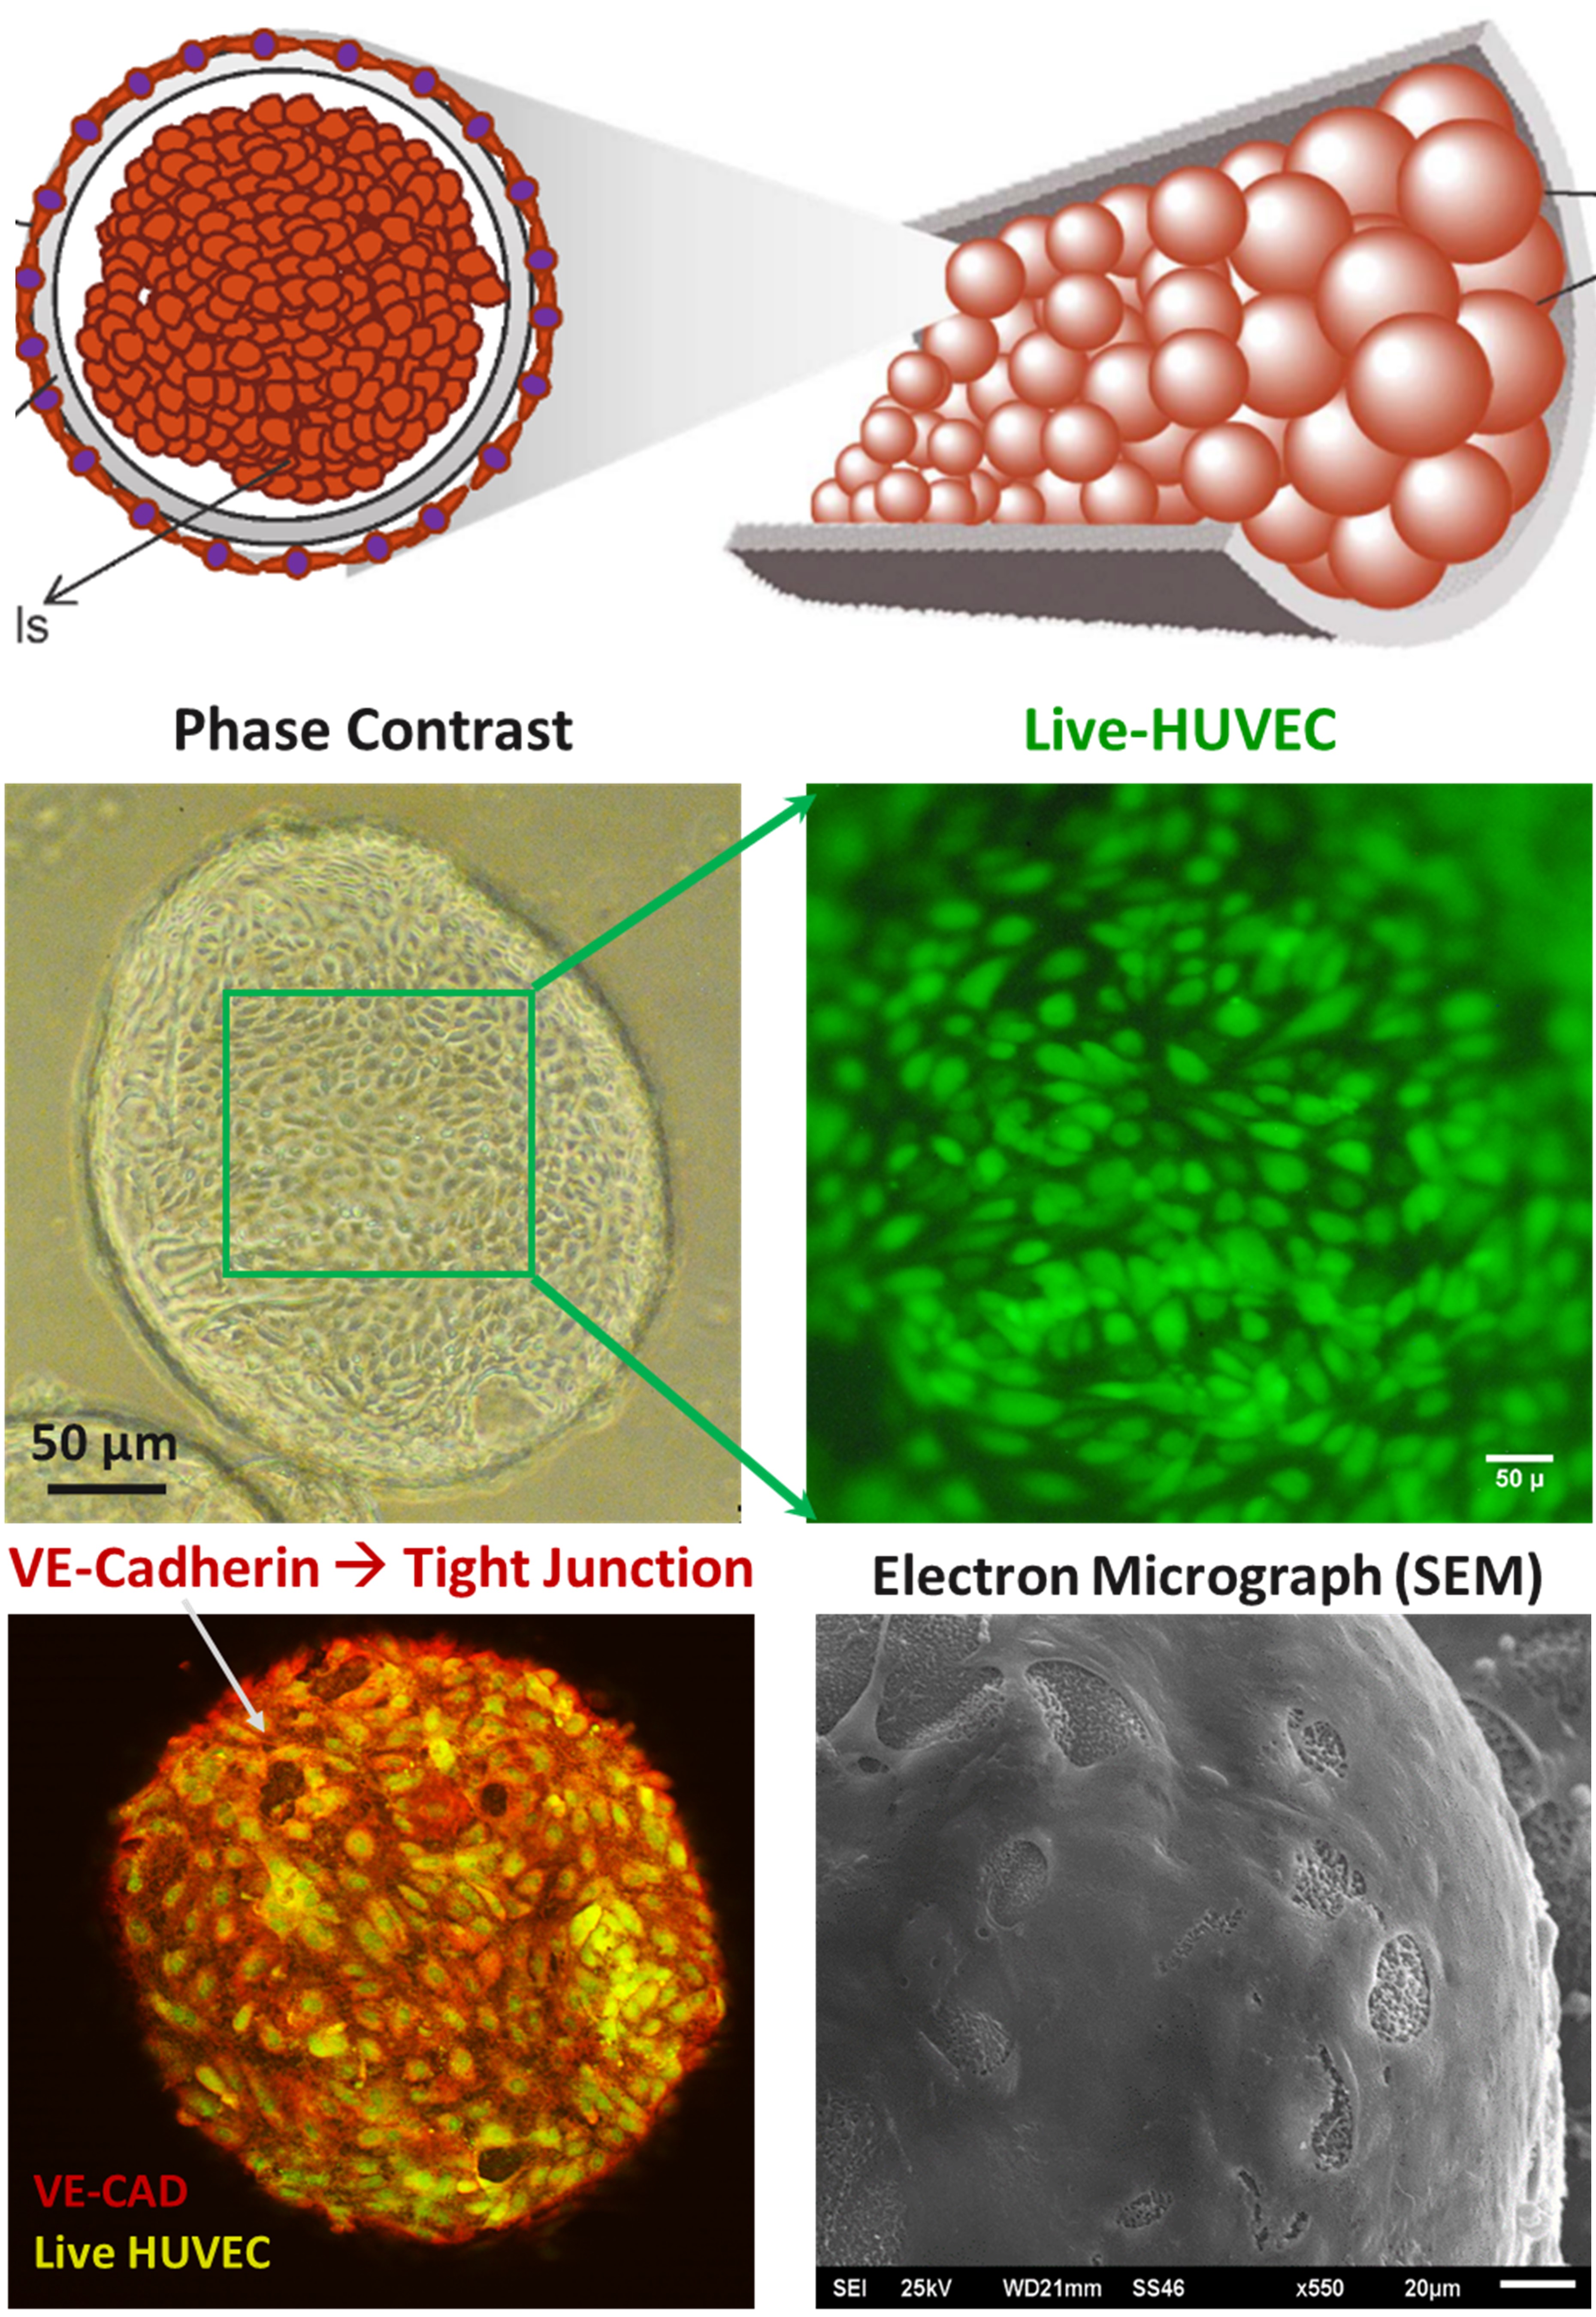 ls
Phase Contrast
Live-HUVEC
50 µm
50 µ
VE-Cadherin → Tight Junction
Electron Micrograph (SEM)
VE-CAD
Live HUVEC
SEI 25kV WD21mm SS46 x550 20µm